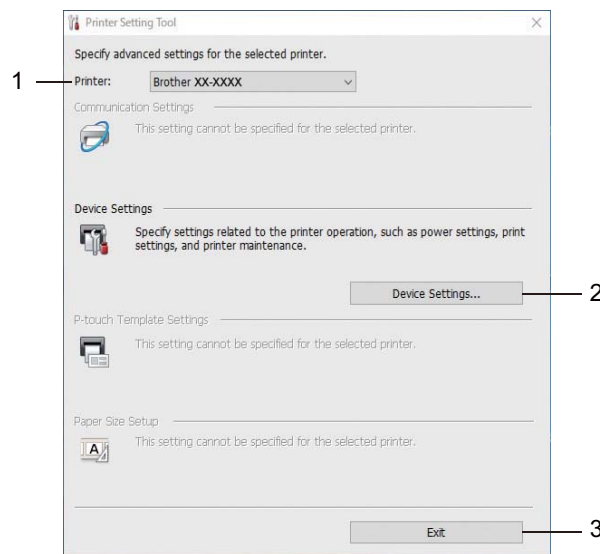 Printer Setting Tool
Specify advanced settings for the selected printer.
1
Printer:
Brother XX-XXXX
Communication Settings
This setting cannot be specified for the selected printer.
Device Settings
Specify settings related to the printer operation, such as power settings, print
settings, and printer maintenance.
Device Settings...
2
P-touch Template Settings
This setting cannot be specified for the selected printer.
Paper Size Setup
A
This setting cannot be specified for the selected printer.
Exit
3